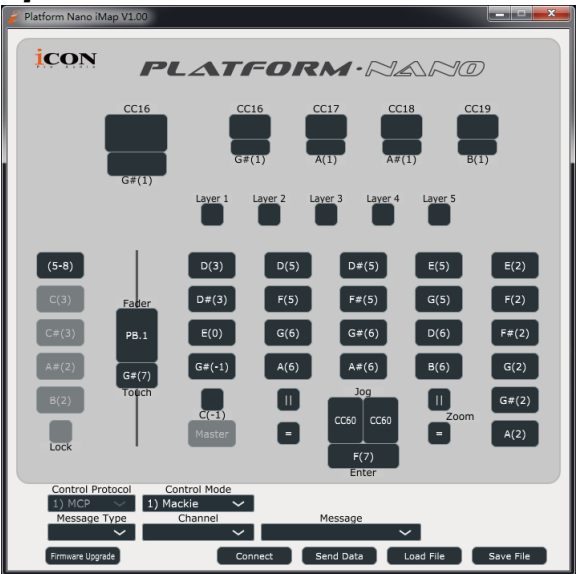 Platform Nano iMap V1.00
iCON
PRO AUDIO
PLATFORM·NANO
CC16 CC16 CC17 CC18 CC19
G#(1) A(1) A#(1) B(1)
G#(1)
Layer 1 Layer 2 Layer 3 Layer 4 Layer 5
(5-8) D(3) D(5) D#(5) E(5) E(2)
C(3) Fader D#(3) F(5) F#(5) G(5) F(2)
C#(3) PB.1 E(0) G(6) G#(6) D(6) F#(2)
A#(2) G#(7) G#(-1) A(6) A#(6) B(6) G(2)
Touch Jog
B(2) || || G#(2)
C(-1) CC60 CC60 Zoom
Master = = A(2)
Lock
F(7)
Enter
Control Protocol Control Mode
1) MCP 1) Mackie
Message Type Channel Message
Firmware Upgrade Connect Send Data Load File Save File